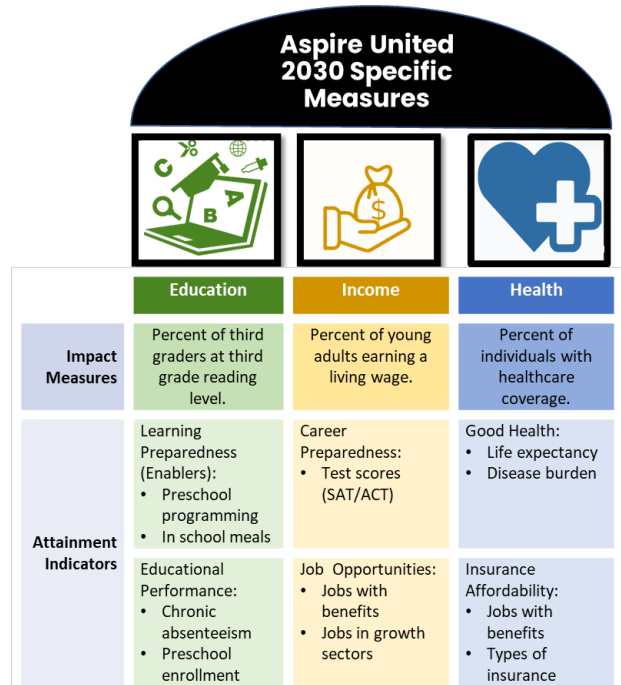 Aspire United
2030 Specific
Measures
C
A
B
$
Education
Income
Health
Impact
Measures
Percent of third
graders at third
grade reading
level.
Percent of young
adults earning a
living wage.
Percent of
individuals with
healthcare
coverage.
Attainment
Indicators
Learning
Preparedness
(Enablers):
• Preschool
programming
• In school meals
Career
Preparedness:
• Test scores
(SAT/ACT)
Good Health:
• Life expectancy
• Disease burden
Educational
Performance:
• Chronic
absenteeism
• Preschool
enrollment
Job Opportunities:
• Jobs with
benefits
• Jobs in growth
sectors
Insurance
Affordability:
• Jobs with
benefits
• Types of
insurance